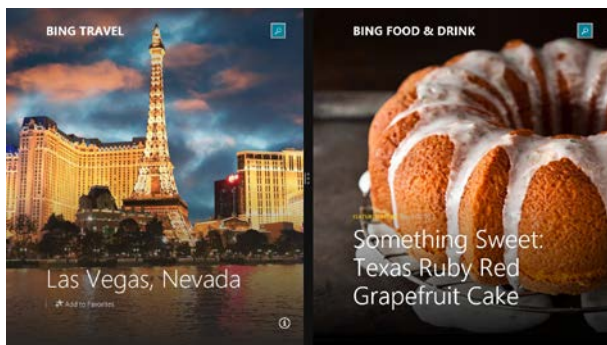 BING TRAVEL
Las Vegas, Nevada
Add to Favorites
BING FOOD & DRINK
Something Sweet:
Texas Ruby Red
Grapefruit Cake